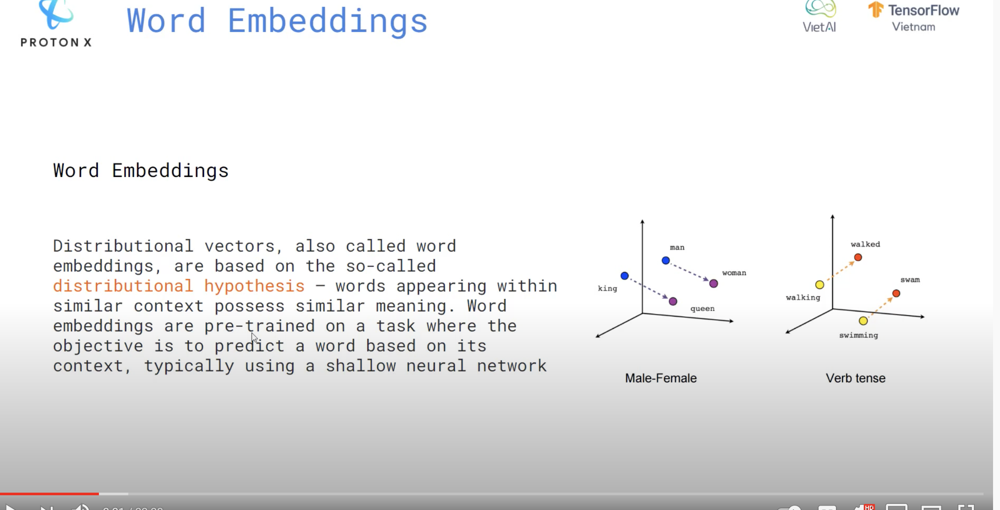 PROTON X
Word Embeddings
VietAI
TensorFlow
Vietnam
Word Embeddings
Distributional vectors, also called word
embeddings, are based on the so-called
distributional hypothesis – words appearing within
similar context possess similar meaning. Word
embeddings are pre-trained on a task where the
objective is to predict a word based on its
context, typically using a shallow neural network
man
woman
king
queen
Male-Female
walked
swam
walking
swimming
Verb tense
HD